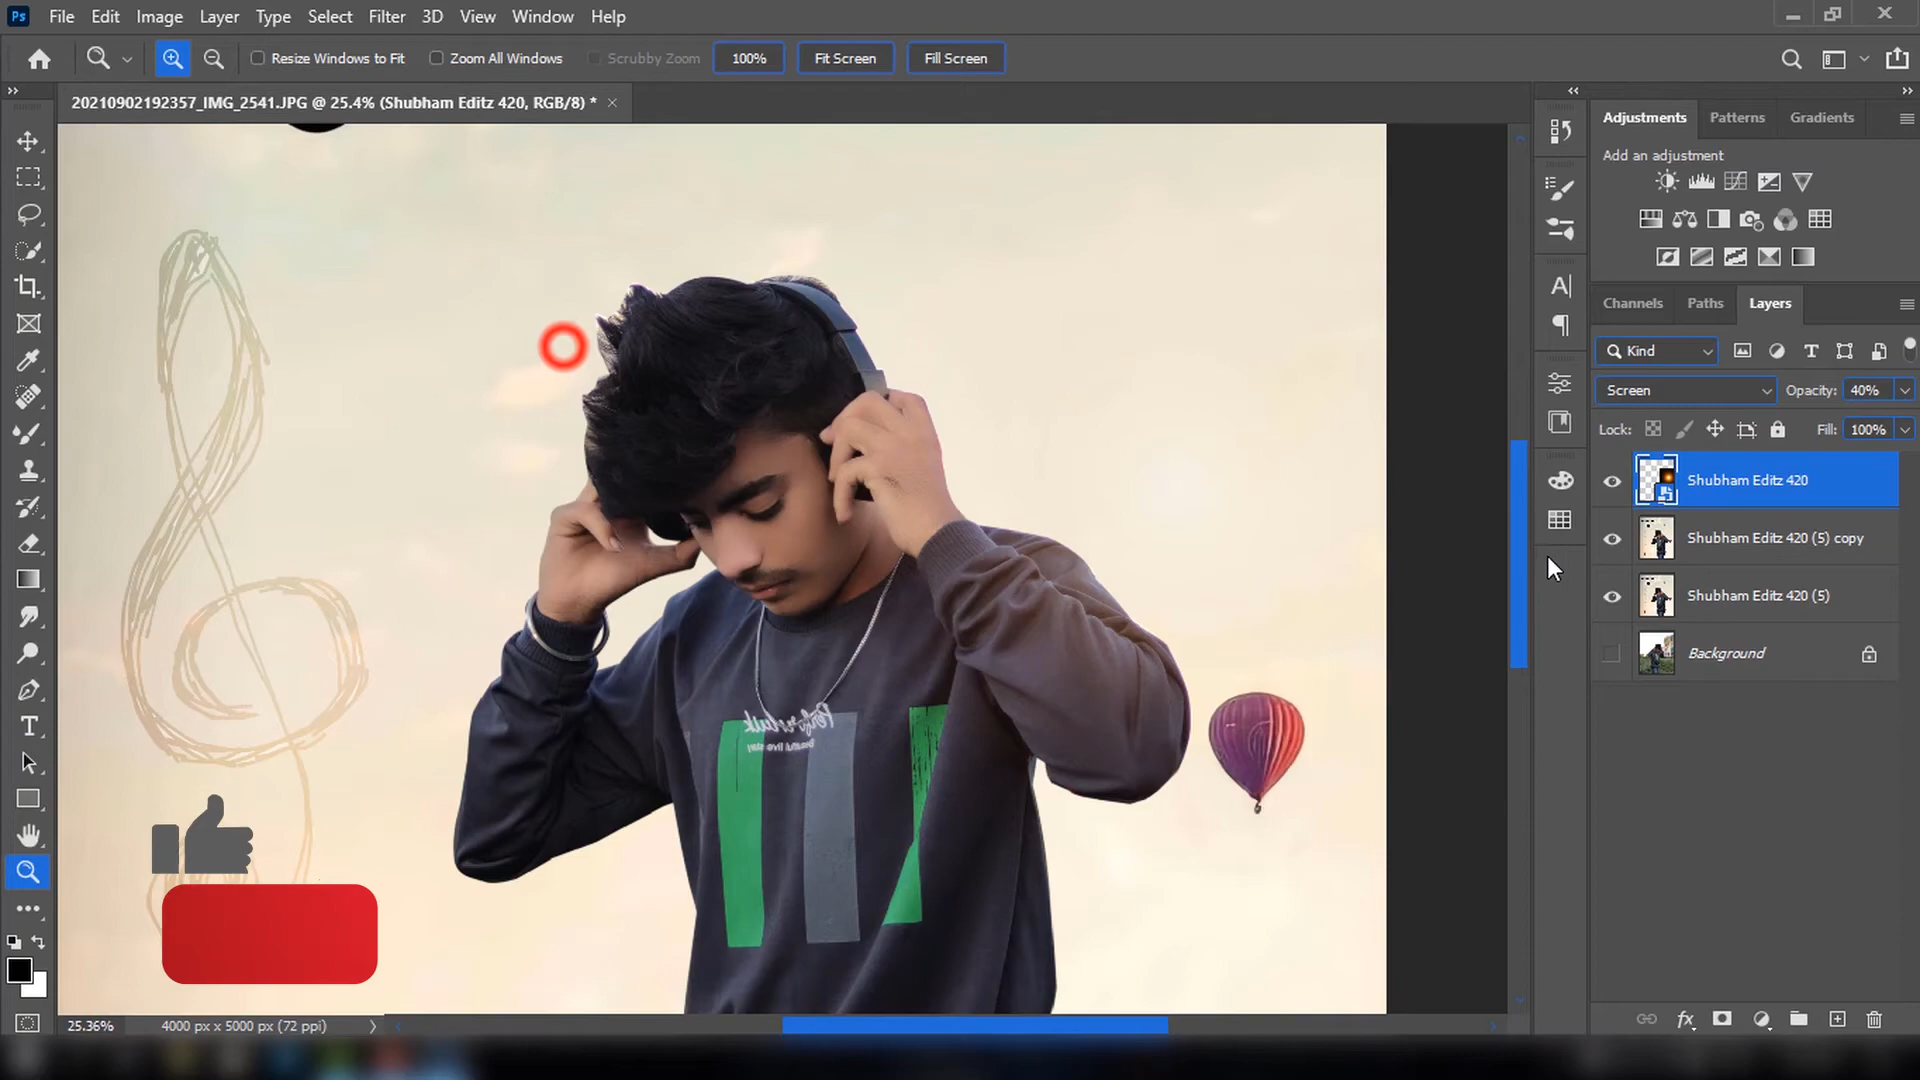 Ps File Edit Image Layer Type Select Filter 3D View Window Help
Resize Windows to Fit Zoom All Windows Scrubby Zoom 100% Fit Screen Fill Screen
20210902192357_IMG_2541.JPG @ 25.4% (Shubham Editz 420, RGB/8) *
Adjustments Patterns Gradients
Add an adjustment
Channels Paths Layers
Kind
Screen Opacity: 40%
Lock: Fill: 100%
Shubham Editz 420
Shubham Editz 420 (5) copy
Shubham Editz 420 (5)
Background
25.36% 4000 px x 5000 px (72 ppi)